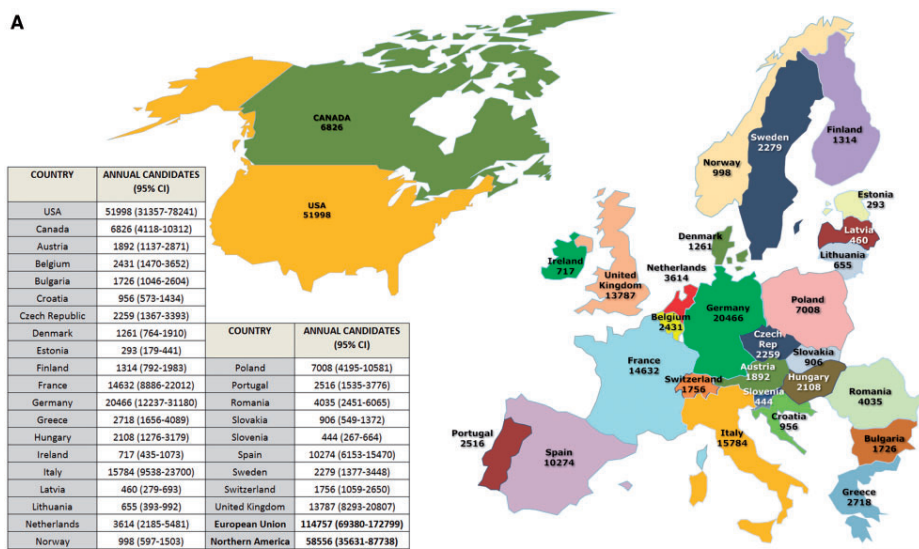 A
CANADA
6826
USA
51998
COUNTRY ANNUAL CANDIDATES
(95% CI)
USA 51998 (31357-78241)
Canada 6826 (4118-10312)
Austria 1892 (1137-2871)
Belgium 2431 (1470-3652)
Bulgaria 1726 (1046-2604)
Croatia 956 (573-1434)
Czech Republic 2259 (1367-3393)
Denmark 1261 (764-1910)
Estonia 293 (179-441)
Finland 1314 (792-1983)
France 14632 (8886-22012)
Germany 20466 (12237-31180)
Greece 2718 (1656-4089)
Hungary 2108 (1276-3179)
Ireland 717 (435-1073)
Italy 15784 (9538-23700)
Latvia 460 (279-693)
Lithuania 655 (393-992)
Netherlands 3614 (2185-5481)
Norway 998 (597-1503)
COUNTRY ANNUAL CANDIDATES
(95% CI)
Poland 7008 (4195-10581)
Portugal 2516 (1535-3776)
Romania 4035 (2451-6065)
Slovakia 906 (549-1372)
Slovenia 444 (267-664)
Spain 10274 (6153-15470)
Sweden 2279 (1377-3448)
Switzerland 1756 (1059-2650)
United Kingdom 13787 (8293-20807)
European Union 114757 (69380-172799)
Northern America 58556 (35631-87738)
Finland
1314
Sweden
2279
Norway
998
Estonia
293
Latvia
460
Lithuania
655
Denmark
1261
Ireland
717
United
Kingdom
13787
Netherlands
3614
Belgium
2431
Germany
20466
Poland
7008
Czech
Rep
2259
Slovakia
906
France
14632
Switzerland
1756
Austria
1892
Hungary
2108
Slovenia
444
Romania
4035
Croatia
956
Portugal
2516
Spain
10274
Italy
15784
Bulgaria
1726
Greece
2718